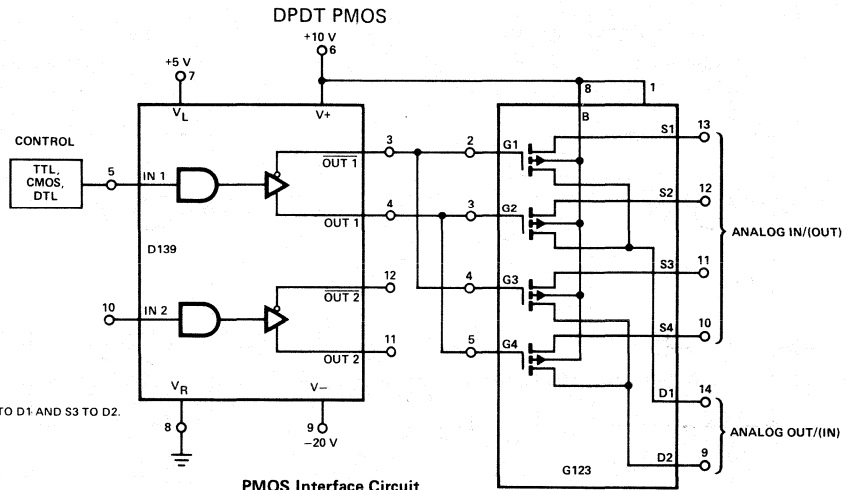 DPDT PMOS
+10 V
6
+5 V
7
8
1
VL
V+
B
CONTROL
TTL,
CMOS,
DTL
5
IN 1
OUT 1
3
2
G1
S1
13
OUT 1
4
3
G2
S2
12
D139
ANALOG IN/(OUT)
4
G3
S3
11
10
IN 2
OUT 2
12
OUT 2
11
5
G4
S4
10
VR
V−
D1
14
TO D1 AND S3 TO D2.
8
9
−20 V
ANALOG OUT/(IN)
D2
9
G123
PMOS Interface Circuit